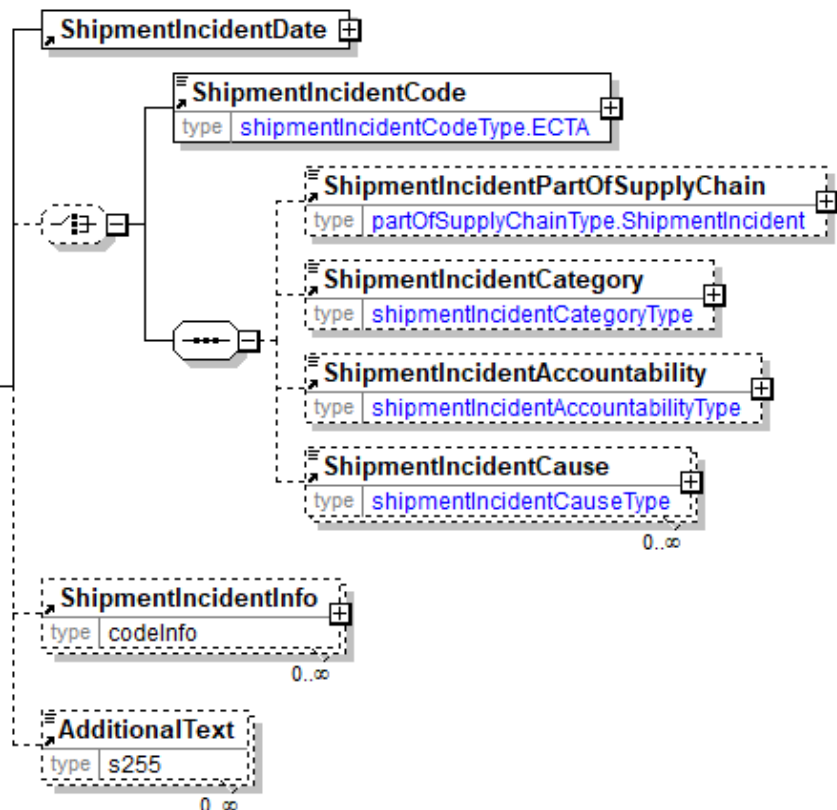 ShipmentIncidentDate
ShipmentIncidentCode
type shipmentIncidentCodeType.ECTA
ShipmentIncidentPartOfSupplyChain
type partOfSupplyChainType.ShipmentIncident
ShipmentIncidentCategory
type shipmentIncidentCategoryType
ShipmentIncidentAccountability
type shipmentIncidentAccountabilityType
ShipmentIncidentCause
type shipmentIncidentCauseType
0..∞
ShipmentIncidentInfo
type codeInfo
0..∞
AdditionalText
type s255
0..∞